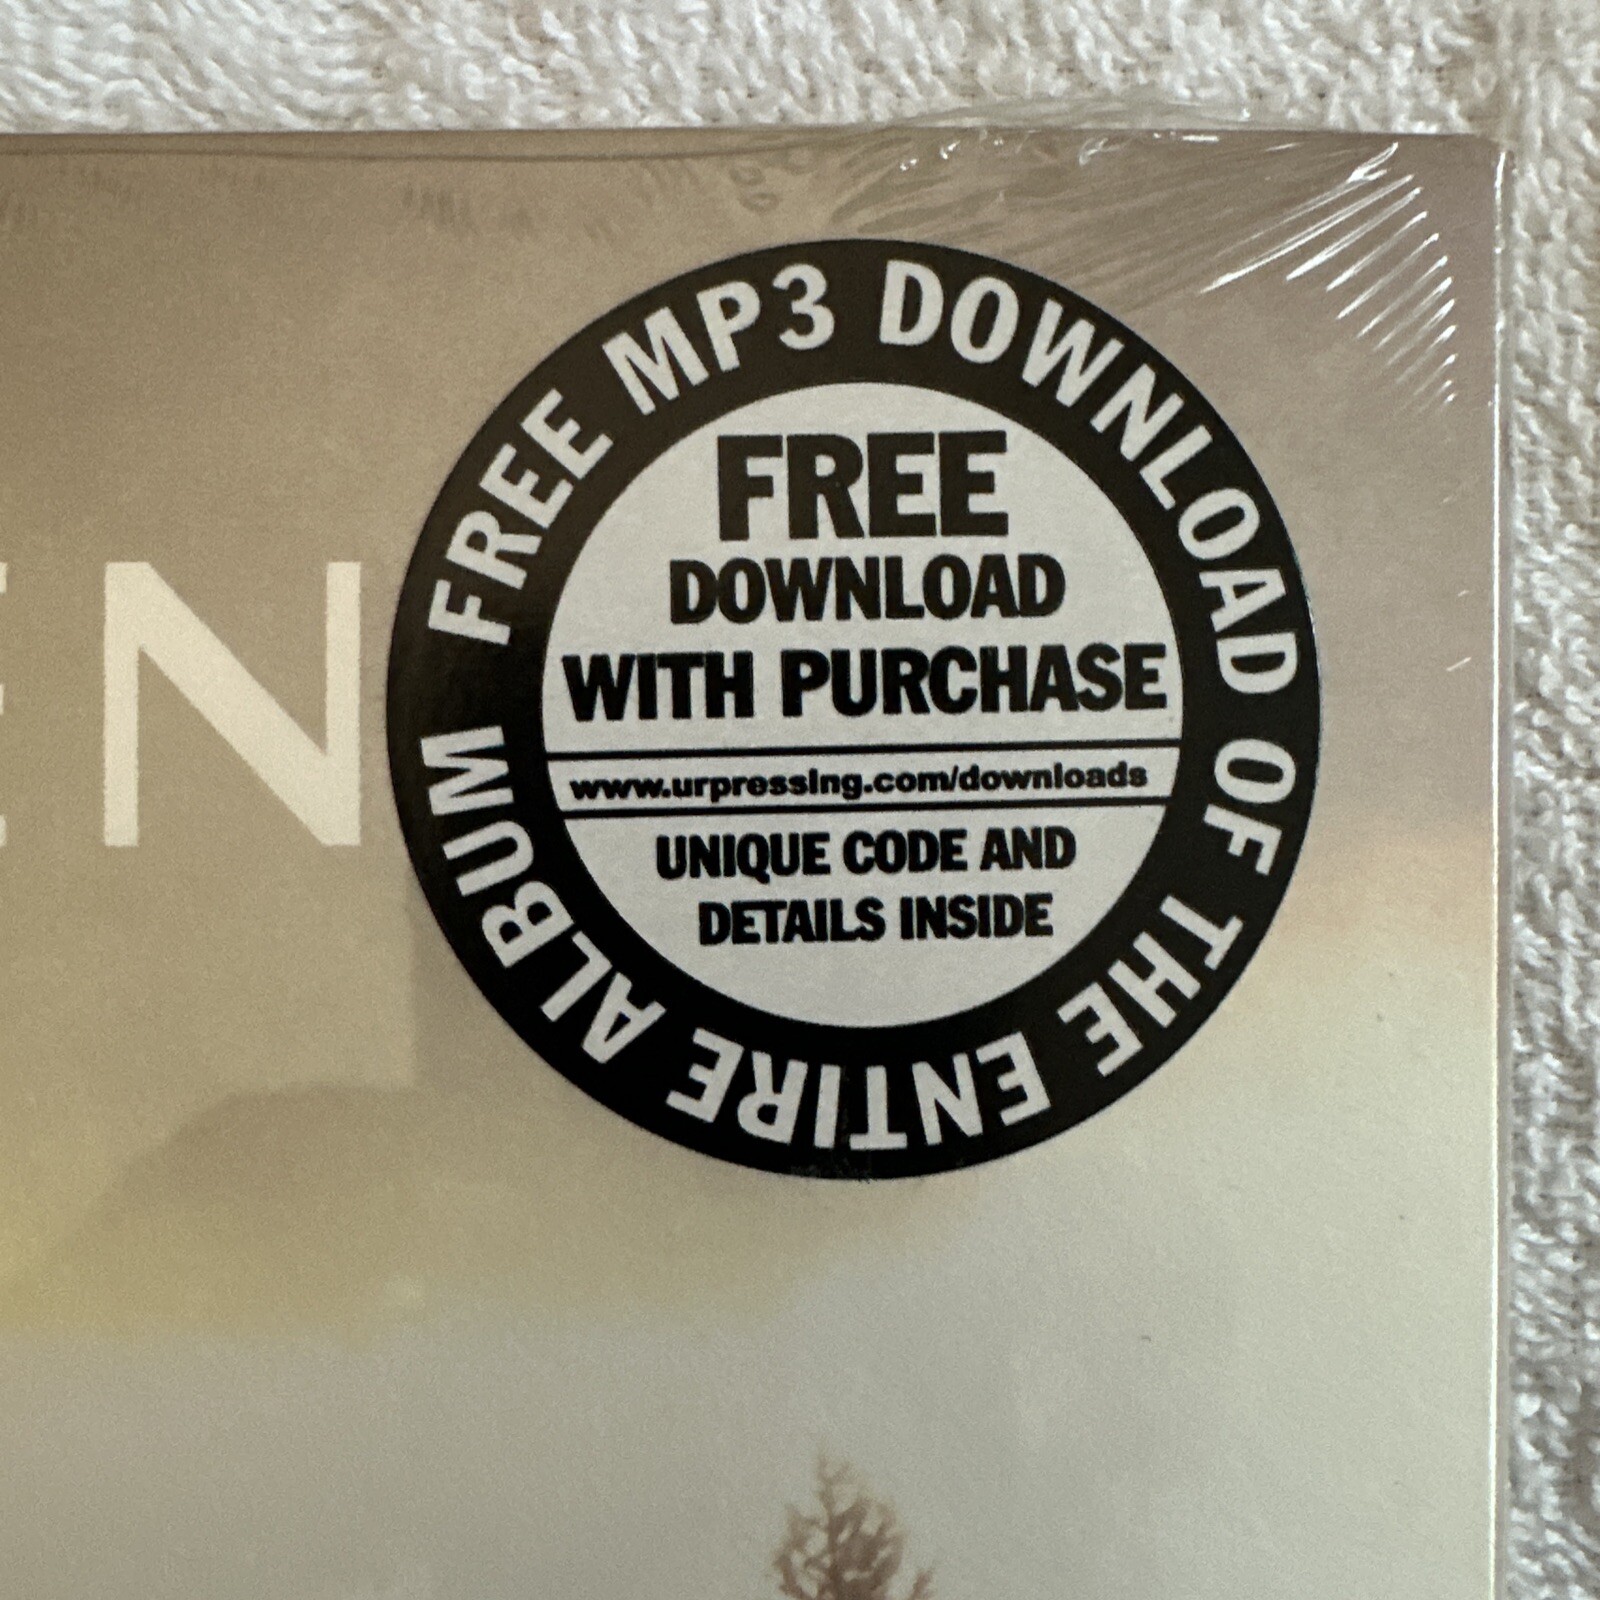 FREE MP3 DOWNLOAD OF THE ENTIRE ALBUM
FREE
DOWNLOAD
WITH PURCHASE
www.urpressing.com/downloads
UNIQUE CODE AND
DETAILS INSIDE
EN